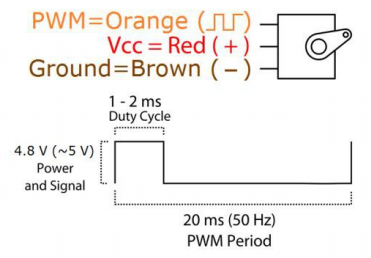 PWM=Orange (⎍⎍)
Vcc = Red (+)
Ground=Brown (−)
1 - 2 ms
Duty Cycle
4.8 V (~5 V)
Power
and Signal
20 ms (50 Hz)
PWM Period